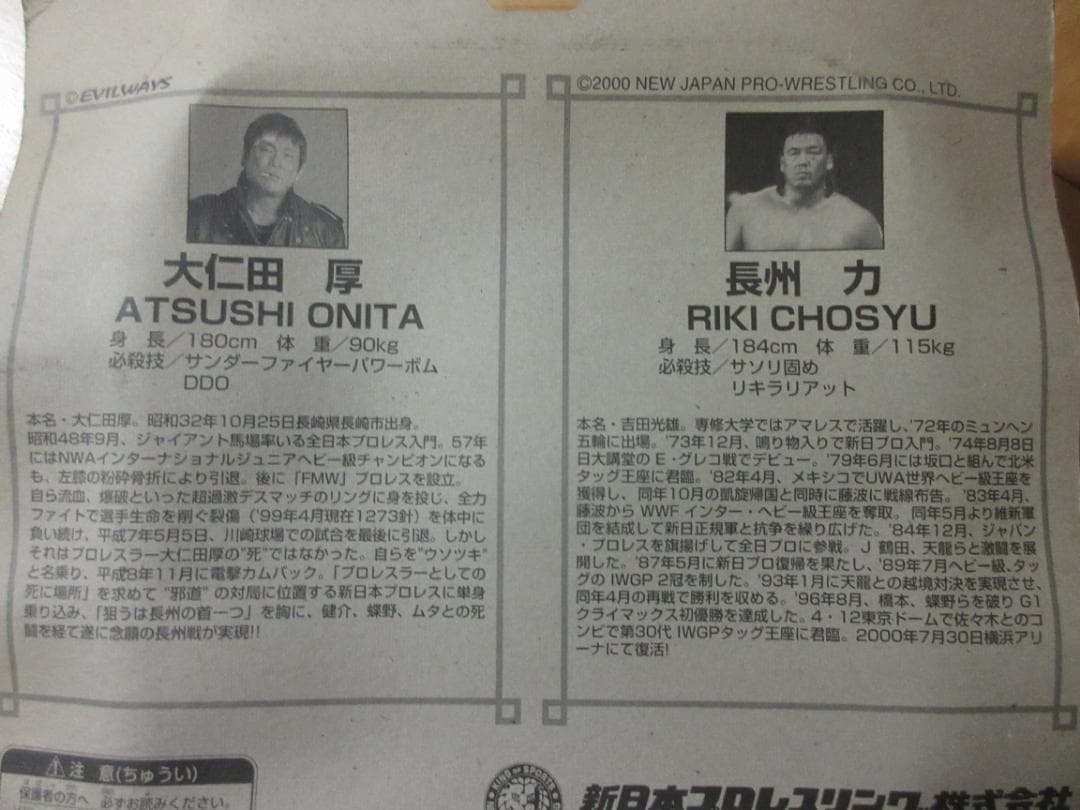 ©EVILWAYS
大仁田 厚
ATSUSHI ONITA
身 長／180cm 体 重／90kg
必殺技／サンダーファイヤーパワーボム
DDO
本名・大仁田厚。昭和32年10月25日長崎県長崎市出身。
昭和48年9月、ジャイアント馬場率いる全日本プロレス入門。57年
にはNWAインターナショナルジュニアヘビー級チャンピオンになる
も、左膝の粉砕骨折により引退。後に「FMW」プロレスを設立。
自ら流血、爆破といった超過激デスマッチのリングに身を投じ、全力
ファイトで選手生命を削ぐ裂傷（'99年4月現在1273針）を体中に
負い続け、平成7年5月5日、川崎球場での試合を最後に引退。しかし
それはプロレスラー大仁田厚の"死"ではなかった。自らを"ウソツキ"
と名乗り、平成8年11月に電撃カムバック。「プロレスラーとしての
死に場所」を求めて "邪道" の対局に位置する新日本プロレスに単身
乗り込み、「狙うは長州の首一つ」を胸に、健介、蝶野、ムタとの死
闘を経て遂に念願の長州戦が実現!!
©2000 NEW JAPAN PRO-WRESTLING CO., LTD.
長州 力
RIKI CHOSYU
身 長／184cm 体 重／115kg
必殺技／サソリ固め
リキラリアット
本名・吉田光雄。専修大学ではアマレスで活躍し、'72年のミュンヘン
五輪に出場。'73年12月、鳴り物入りで新日プロ入門。'74年8月8日
日大講堂の E・グレコ戦でデビュー。'79年6月には坂口と組んで北米
タッグ王座に君臨。'82年4月、メキシコでUWA世界ヘビー級王座を
獲得し、同年10月の凱旋帰国と同時に藤波に戦線布告。'83年4月、
藤波から WWF インター・ヘビー級王座を奪取。同年5月より維新軍
団を結成して新日正規軍と抗争を繰り広げた。'84年12月、ジャパン
・プロレスを旗揚げして全日プロに参戦。J 鶴田、天龍らと激闘を展
開した。'87年5月に新日プロ復帰を果たし、'89年7月ヘビー級、タッ
グの IWGP 2冠を制した。'93年1月に天龍との越境対決を実現させ、
同年4月の再戦で勝利を収める。'96年8月、橋本、蝶野らを破り G1
クライマックス初優勝を達成した。4・12東京ドームで佐々木とのコ
ンビで第30代 IWGPタッグ王座に君臨。2000年7月30日横浜アリ
ーナにて復活!
注 意(ちゅうい)
保護者の方へ 必ずお読みください。
新日本プロレスリング株式会社